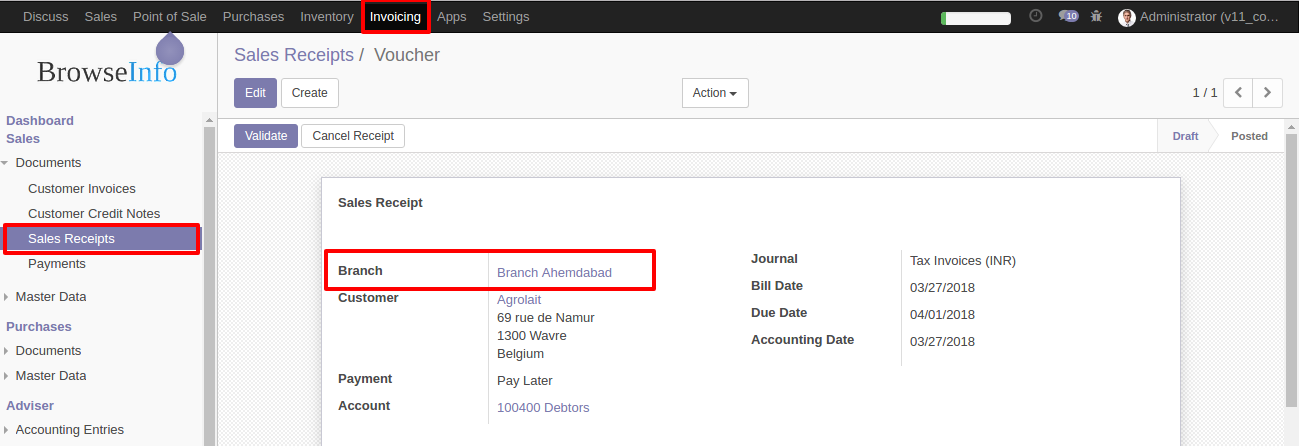 Discuss Sales Point of Sale Purchases Inventory Invoicing Apps Settings 10 Administrator (v11_co...
BrowseInfo
Sales Receipts / Voucher
Edit Create Action 1 / 1
Validate Cancel Receipt Draft Posted
Dashboard
Sales
Documents
Customer Invoices
Customer Credit Notes
Sales Receipts
Payments
Master Data
Purchases
Documents
Master Data
Adviser
Accounting Entries
Sales Receipt
Branch Branch Ahemdabad
Customer Agrolait
69 rue de Namur
1300 Wavre
Belgium
Payment Pay Later
Account 100400 Debtors
Journal Tax Invoices (INR)
Bill Date 03/27/2018
Due Date 04/01/2018
Accounting Date 03/27/2018